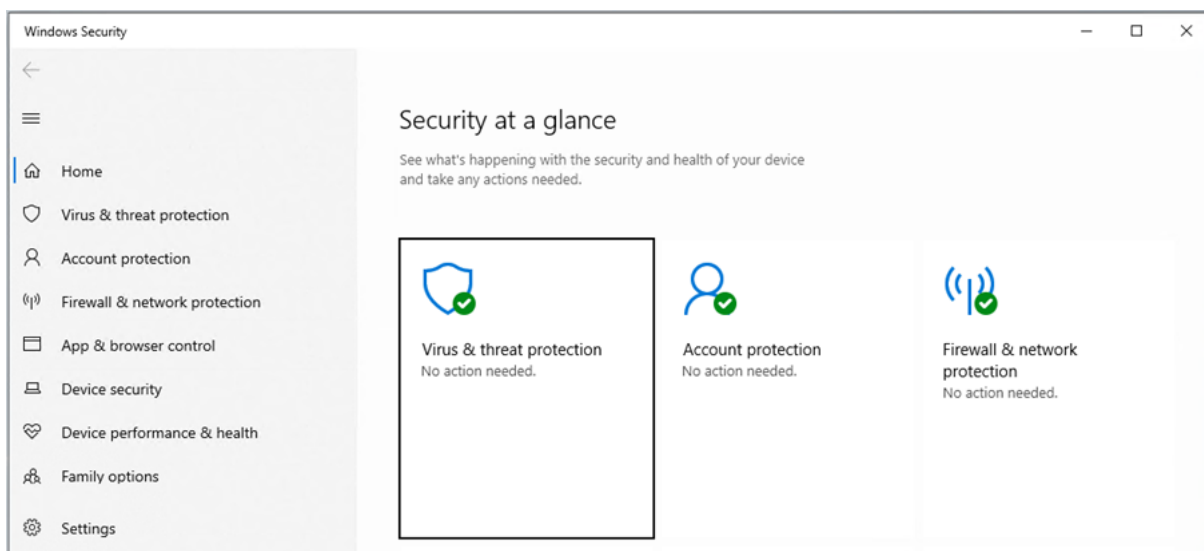 Windows Security
Home
Virus & threat protection
Account protection
Firewall & network protection
App & browser control
Device security
Device performance & health
Family options
Settings
Security at a glance
See what's happening with the security and health of your device
and take any actions needed.
Virus & threat protection
No action needed.
Account protection
No action needed.
Firewall & network
protection
No action needed.